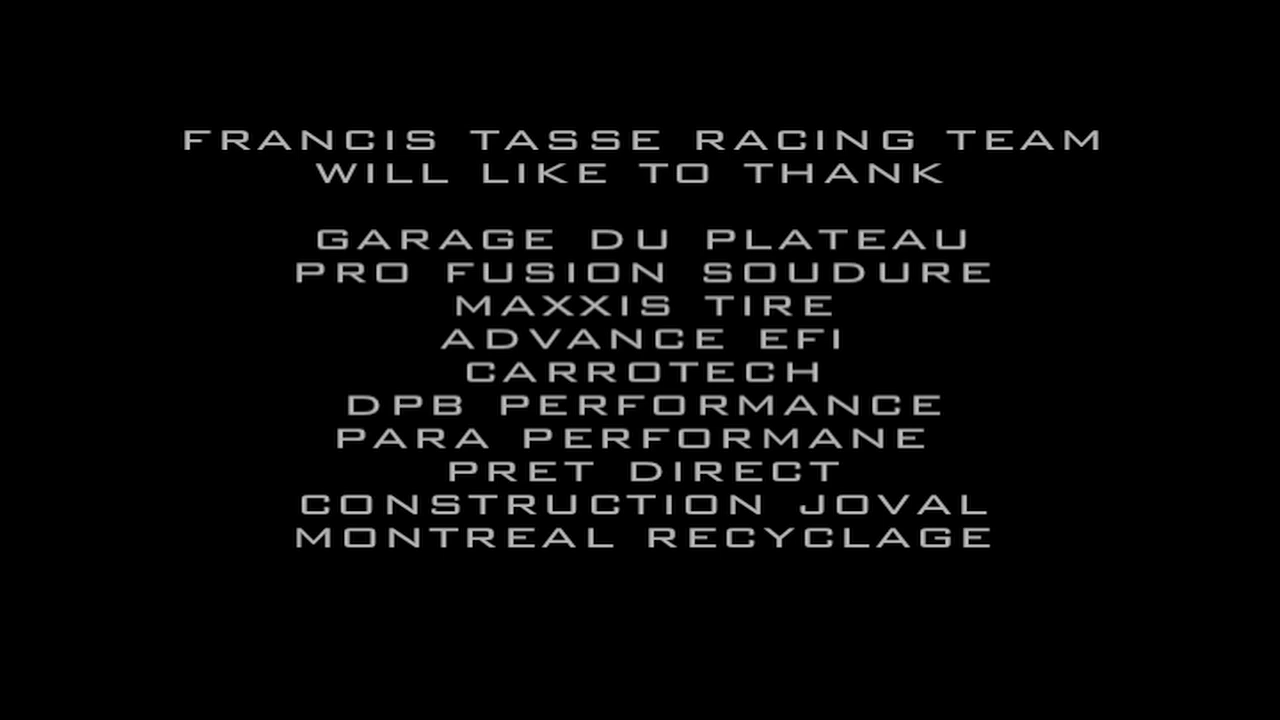 FRANCIS TASSE RACING TEAM
WILL LIKE TO THANK
GARAGE DU PLATEAU
PRO FUSION SOUDURE
MAXXIS TIRE
ADVANCE EFI
CARROTECH
DPB PERFORMANCE
PARA PERFORMANE
PRET DIRECT
CONSTRUCTION JOVAL
MONTREAL RECYCLAGE